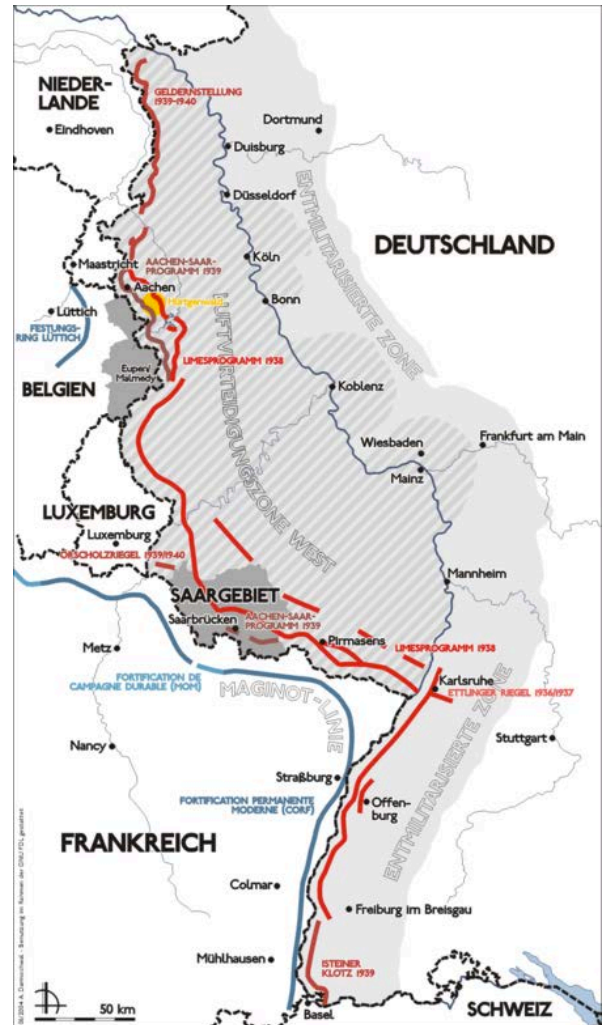 NIEDER-
LANDE
Eindhoven
GELDERNSTELLUNG
1939-1940
Dortmund
Duisburg
Düsseldorf
ENTMILITARISIERTE ZONE
DEUTSCHLAND
Maastricht
AACHEN-SAAR-
PROGRAMM 1939
Aachen
Köln
Hürtgenwald
Bonn
Lüttich
FESTUNGS-
RING LÜTTICH
LIMESPROGRAMM 1938
LUFTVERTEIDIGUNGSZONE WEST
Eupen/
Malmedy
BELGIEN
Koblenz
Wiesbaden
Frankfurt am Main
Mainz
LUXEMBURG
Luxemburg
ORSCHOLZRIEGEL 1939/1940
Mannheim
SAARGEBIET
Saarbrücken
AACHEN-SAAR-
PROGRAMM 1939
Pirmasens
LIMESPROGRAMM 1938
Metz
FORTIFICATION DE
CAMPAGNE DURABLE (MOM)
MAGINOT-
LINIE
Karlsruhe
ETTLINGER RIEGEL 1936/1937
Nancy
Stuttgart
Straßburg
FORTIFICATION PERMANENTE
MODERNE (CORF)
Offen-
burg
ENTMILITARISIERTE ZONE
FRANKREICH
Colmar
Freiburg im Breisgau
Mühlhausen
ISTEINER
KLOTZ 1939
50 km
Basel
SCHWEIZ